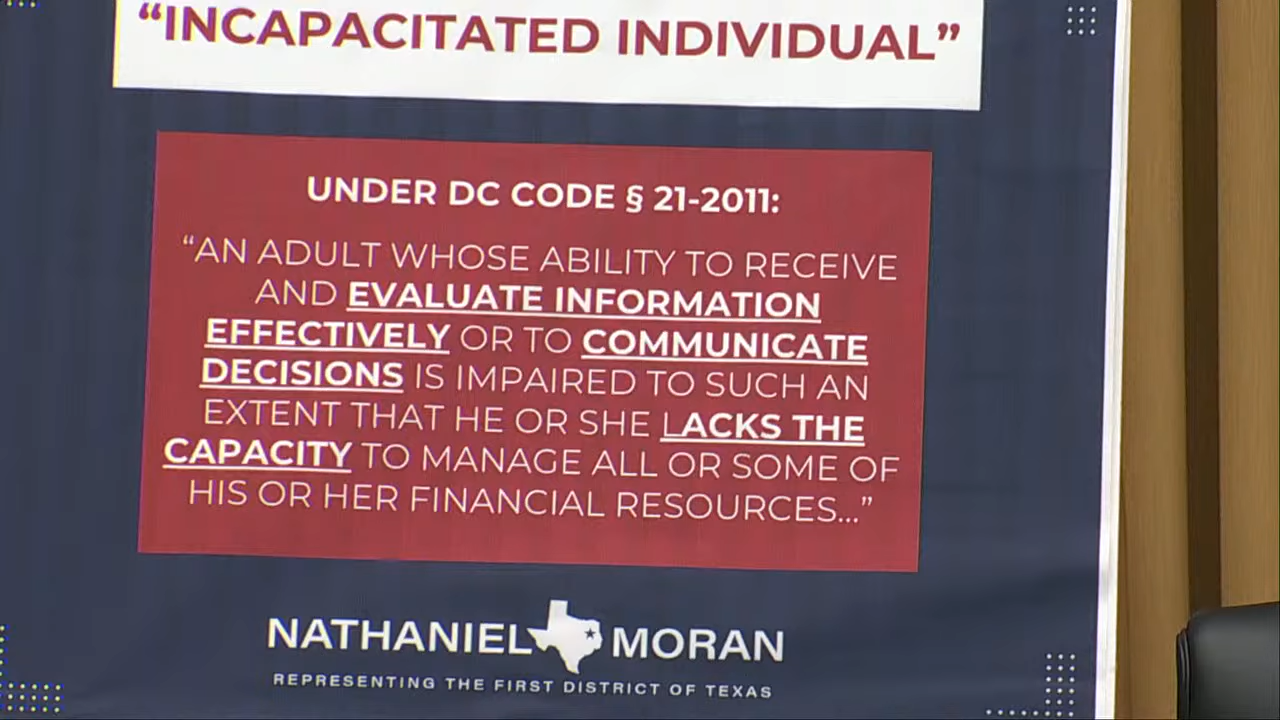 “INCAPACITATED INDIVIDUAL”
UNDER DC CODE § 21-2011:
“AN ADULT WHOSE ABILITY TO RECEIVE
AND EVALUATE INFORMATION
EFFECTIVELY OR TO COMMUNICATE
DECISIONS IS IMPAIRED TO SUCH AN
EXTENT THAT HE OR SHE LACKS THE
CAPACITY TO MANAGE ALL OR SOME OF
HIS OR HER FINANCIAL RESOURCES...”
NATHANIEL MORAN
REPRESENTING THE FIRST DISTRICT OF TEXAS